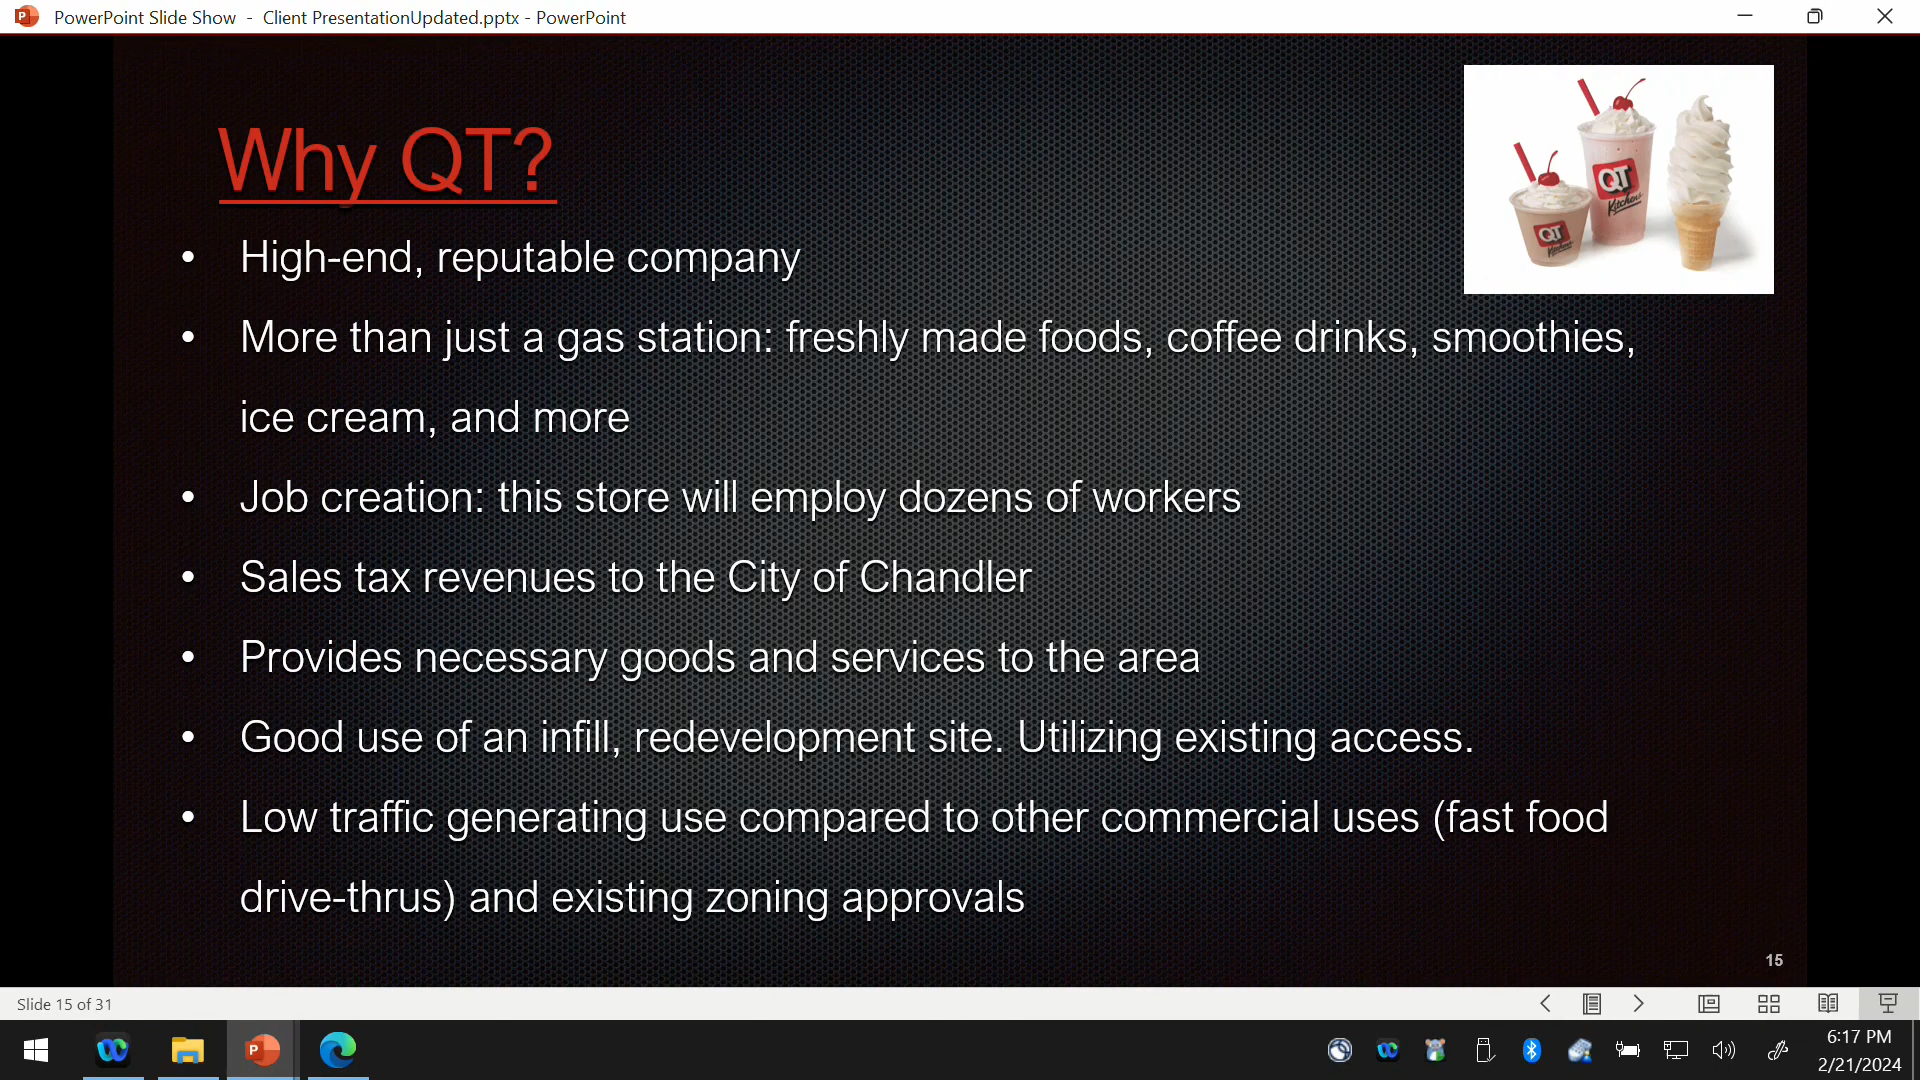 PowerPoint Slide Show - Client PresentationUpdated.pptx - PowerPoint
Why QT?
QT
Kitchens
QT
Kitchens
• High-end, reputable company
• More than just a gas station: freshly made foods, coffee drinks, smoothies,
ice cream, and more
• Job creation: this store will employ dozens of workers
• Sales tax revenues to the City of Chandler
• Provides necessary goods and services to the area
• Good use of an infill, redevelopment site. Utilizing existing access.
• Low traffic generating use compared to other commercial uses (fast food
drive-thrus) and existing zoning approvals
15
Slide 15 of 31
6:17 PM
2/21/2024